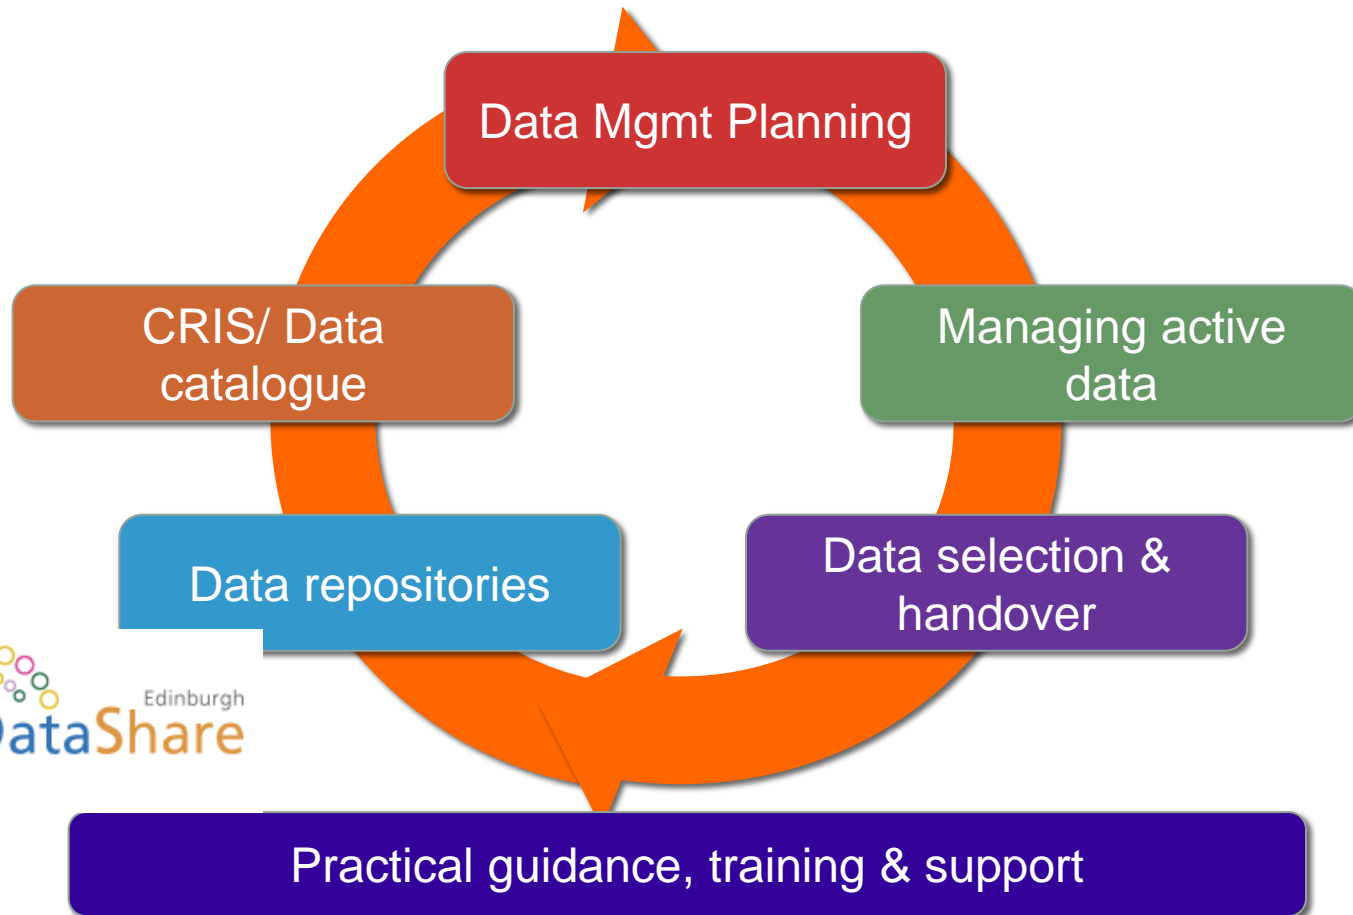 Data Mgmt Planning
CRIS/ Data
catalogue
Managing active
data
Data repositories
Data selection &
handover
Edinburgh
DataShare
Practical guidance, training & support